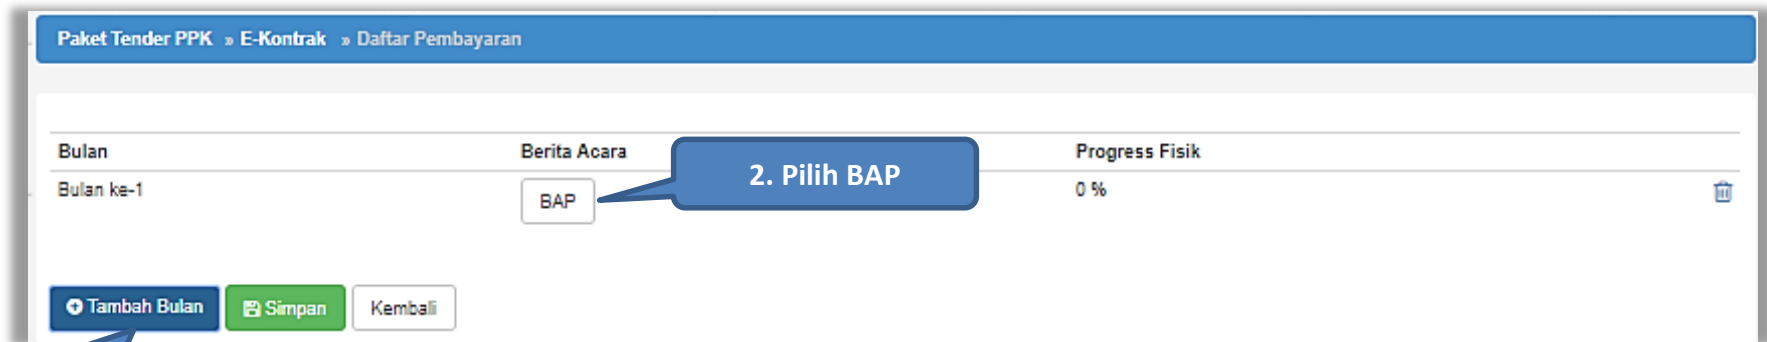 Paket Tender PPK » E-Kontrak » Daftar Pembayaran
Bulan Berita Acara Progress Fisik
2. Pilih BAP
Bulan ke-1 BAP 0 %
Tambah Bulan Simpan Kembali